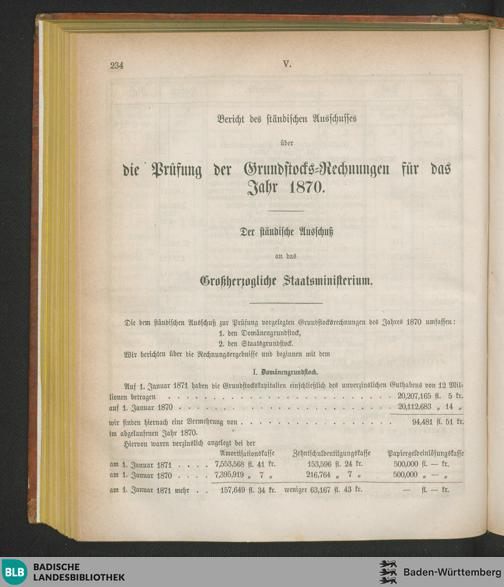 234
V.
Bericht des ständischen Ausschusses
über
die Prüfung der Grundstocks-Rechnungen für das
Jahr 1870.
Der ständische Ausschuß
an das
Großherzogliche Staatsministerium.
Die dem ständischen Ausschuß zur Prüfung vorgelegten Grundstocksrechnungen des Jahres 1870 umfassen:
1. den Domänengrundstock,
2. den Staatsgrundstock.
Wir berichten über die Rechnungsergebnisse und beginnen mit dem
I. Domänengrundstock.
Auf 1. Januar 1871 haben die Grundstockskapitalien einschließlich des unverzinslichen Guthabens von 12 Mil-
lionen betragen . . . . . . . . . . 20,207,165 fl. 5 kr.
auf 1. Januar 1870 . . . . . . . . . . 20,112,683 „ 14 „
wir finden hiernach eine Vermehrung von . . . . . . . . . . 94,481 fl. 51 kr.
im abgelaufenen Jahr 1870.
Hiervon waren verzinslich angelegt bei der
Amortisationskasse Zehntschuldentilgungskasse Papiergeldeinlösungskasse
am 1. Januar 1871 . . . . 7,553,568 fl. 41 kr. 153,596 fl. 24 kr. 500,000 fl. — kr.
am 1. Januar 1870 . . . . 7,395,919 „ 7 „ 216,764 „ 7 „ 500,000 „ — „
am 1. Januar 1871 mehr . . 157,649 fl. 34 kr. weniger 63,167 fl. 43 kr. — fl. — kr.
BLB BADISCHE
LANDESBIBLIOTHEK
Baden-Württemberg